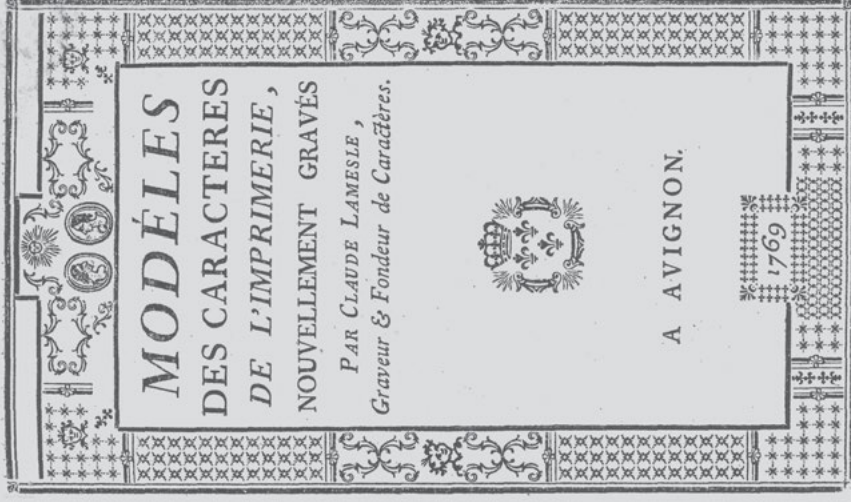 MODÉLES
DES CARACTERES
DE L'IMPRIMERIE,
NOUVELLEMENT GRAVÉS
PAR CLAUDE LAMESLE,
Graveur & Fondeur de Caractères.
A AVIGNON.
1769